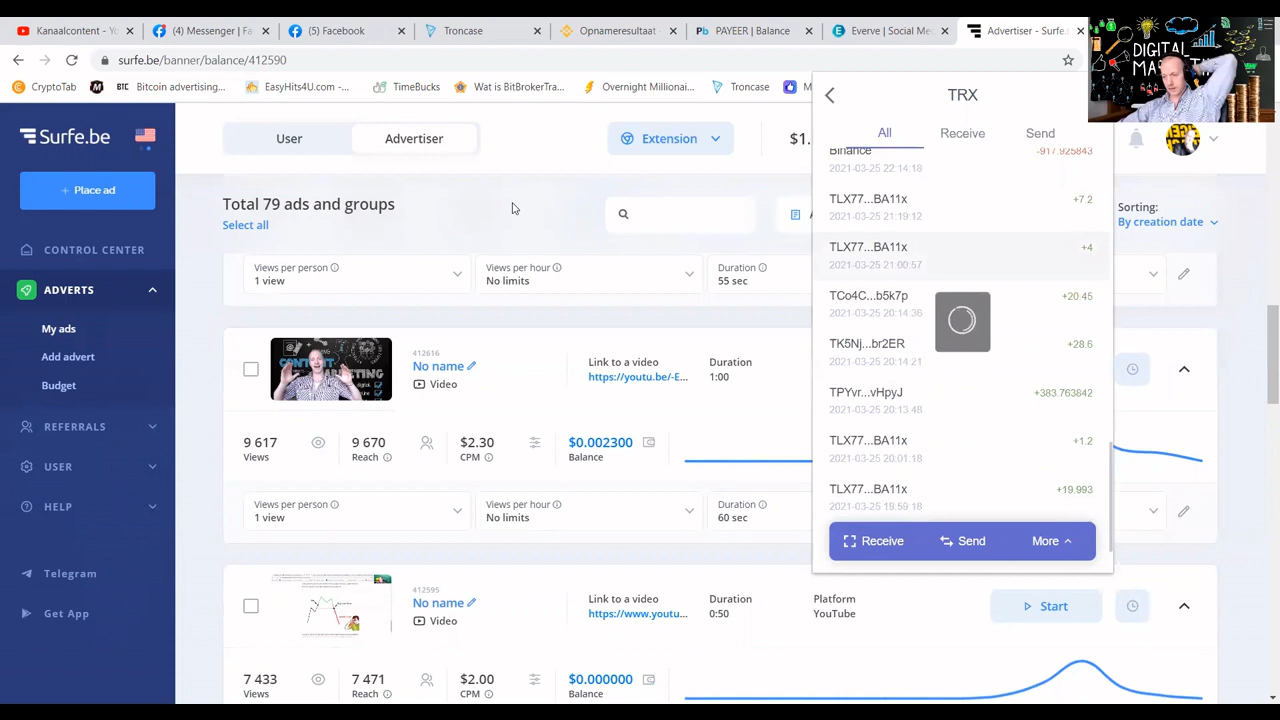 Kanaalcontent - Yo
(4) Messenger | Fa
(5) Facebook
Troncase
Opnameresultaat
PAYEER | Balance
Everve | Social Me
Advertiser - Surfe.
surfe.be/banner/balance/412590
CryptoTab
BTC Bitcoin advertising...
EasyHits4U.com -...
TimeBucks
Wat is BitBrokerTra...
Overnight Millionai...
Troncase
DIGITAL
MA
Surfe.be
User
Advertiser
Extension
$1.
+ Place ad
CONTROL CENTER
ADVERTS
My ads
Add advert
Budget
REFERRALS
USER
HELP
Telegram
Get App
Total 79 ads and groups
Select all
Sorting:
By creation date
Views per person
1 view
Views per hour
No limits
Duration
55 sec
412616
No name
Video
Link to a video
https://youtu.be/-E...
Duration
1:00
9 617
Views
9 670
Reach
$2.30
CPM
$0.002300
Balance
Views per person
1 view
Views per hour
No limits
Duration
60 sec
412595
No name
Video
Link to a video
https://www.youtu...
Duration
0:50
Platform
YouTube
Start
7 433
Views
7 471
Reach
$2.00
CPM
$0.000000
Balance
TRX
All
Receive
Send
Binance
-917.925843
2021-03-25 22:14:18
TLX77...BA11x
+7.2
2021-03-25 21:19:12
TLX77...BA11x
+4
2021-03-25 21:00:57
TCo4C...b5k7p
+20.45
2021-03-25 20:14:36
TK5Nj...br2ER
+28.6
2021-03-25 20:14:21
TPYvr...vHpyJ
+383.763842
2021-03-25 20:13:48
TLX77...BA11x
+1.2
2021-03-25 20:01:18
TLX77...BA11x
+19.993
2021-03-25 19:59:18
Receive
Send
More